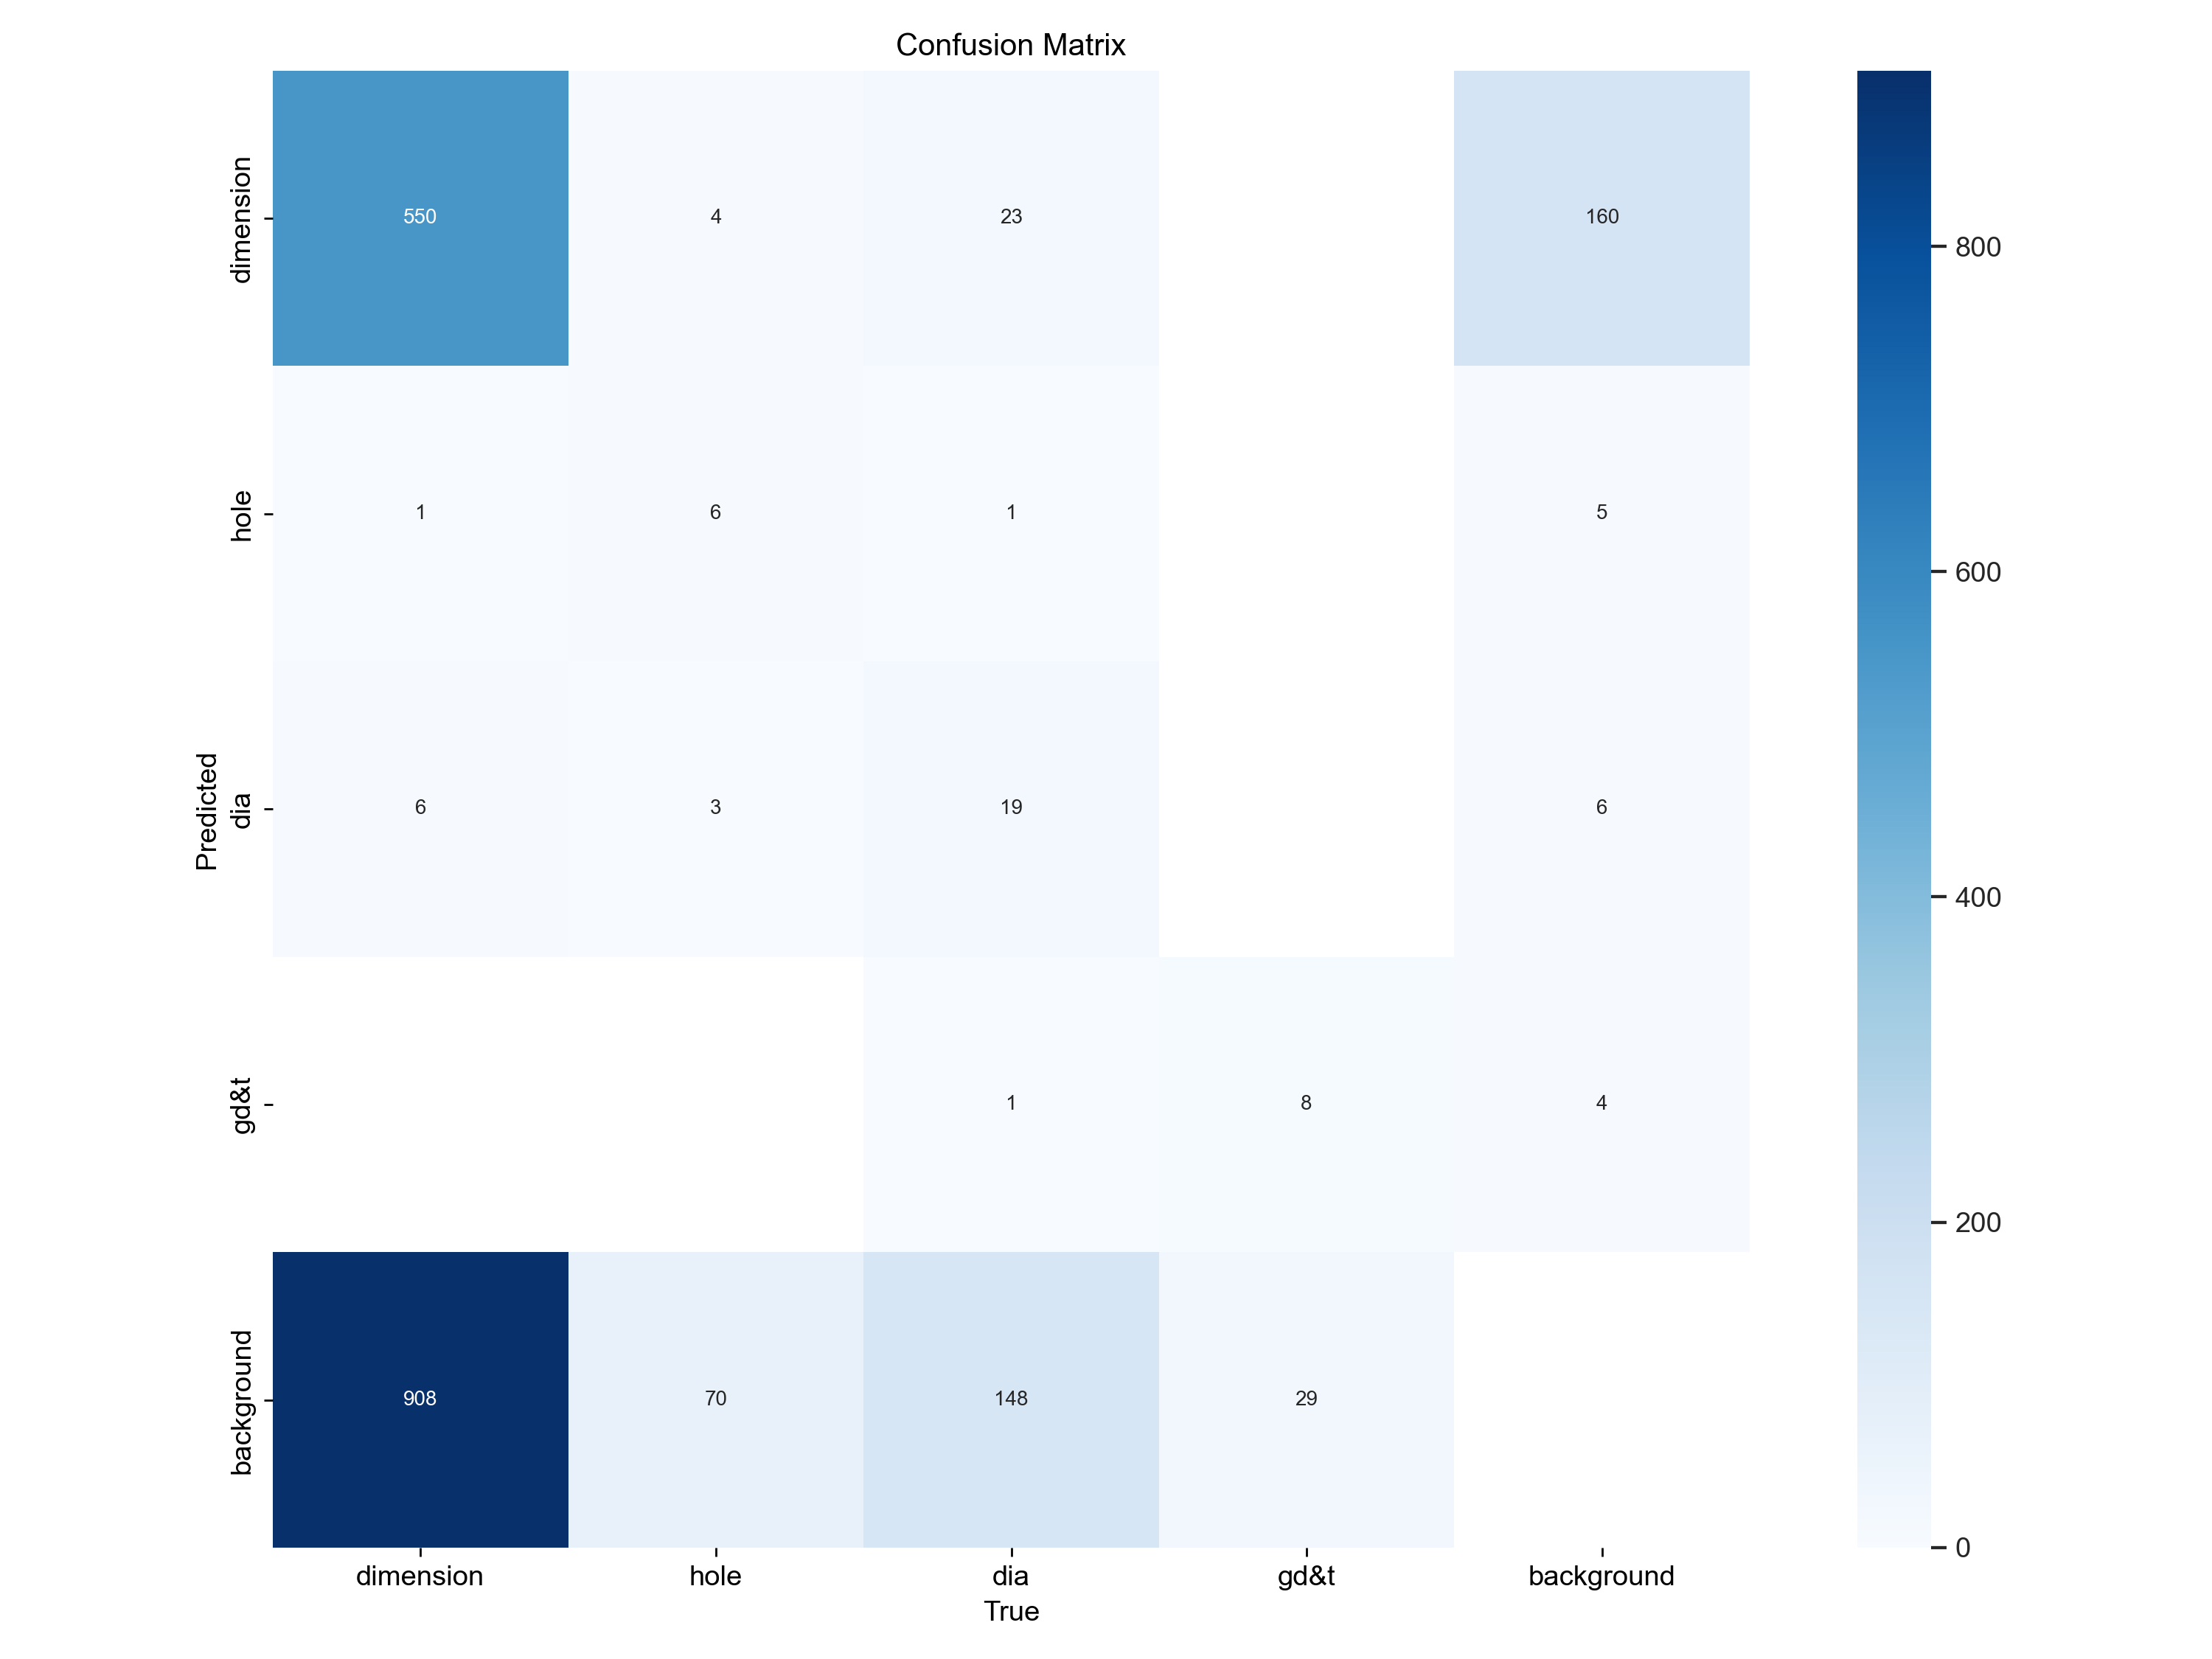 Confusion Matrix
dimension
550
4
23
160
hole
1
6
1
5
Predicted
dia
6
3
19
6
gd&t
1
8
4
background
908
70
148
29
dimension
hole
dia
gd&t
background
True
800
600
400
200
0